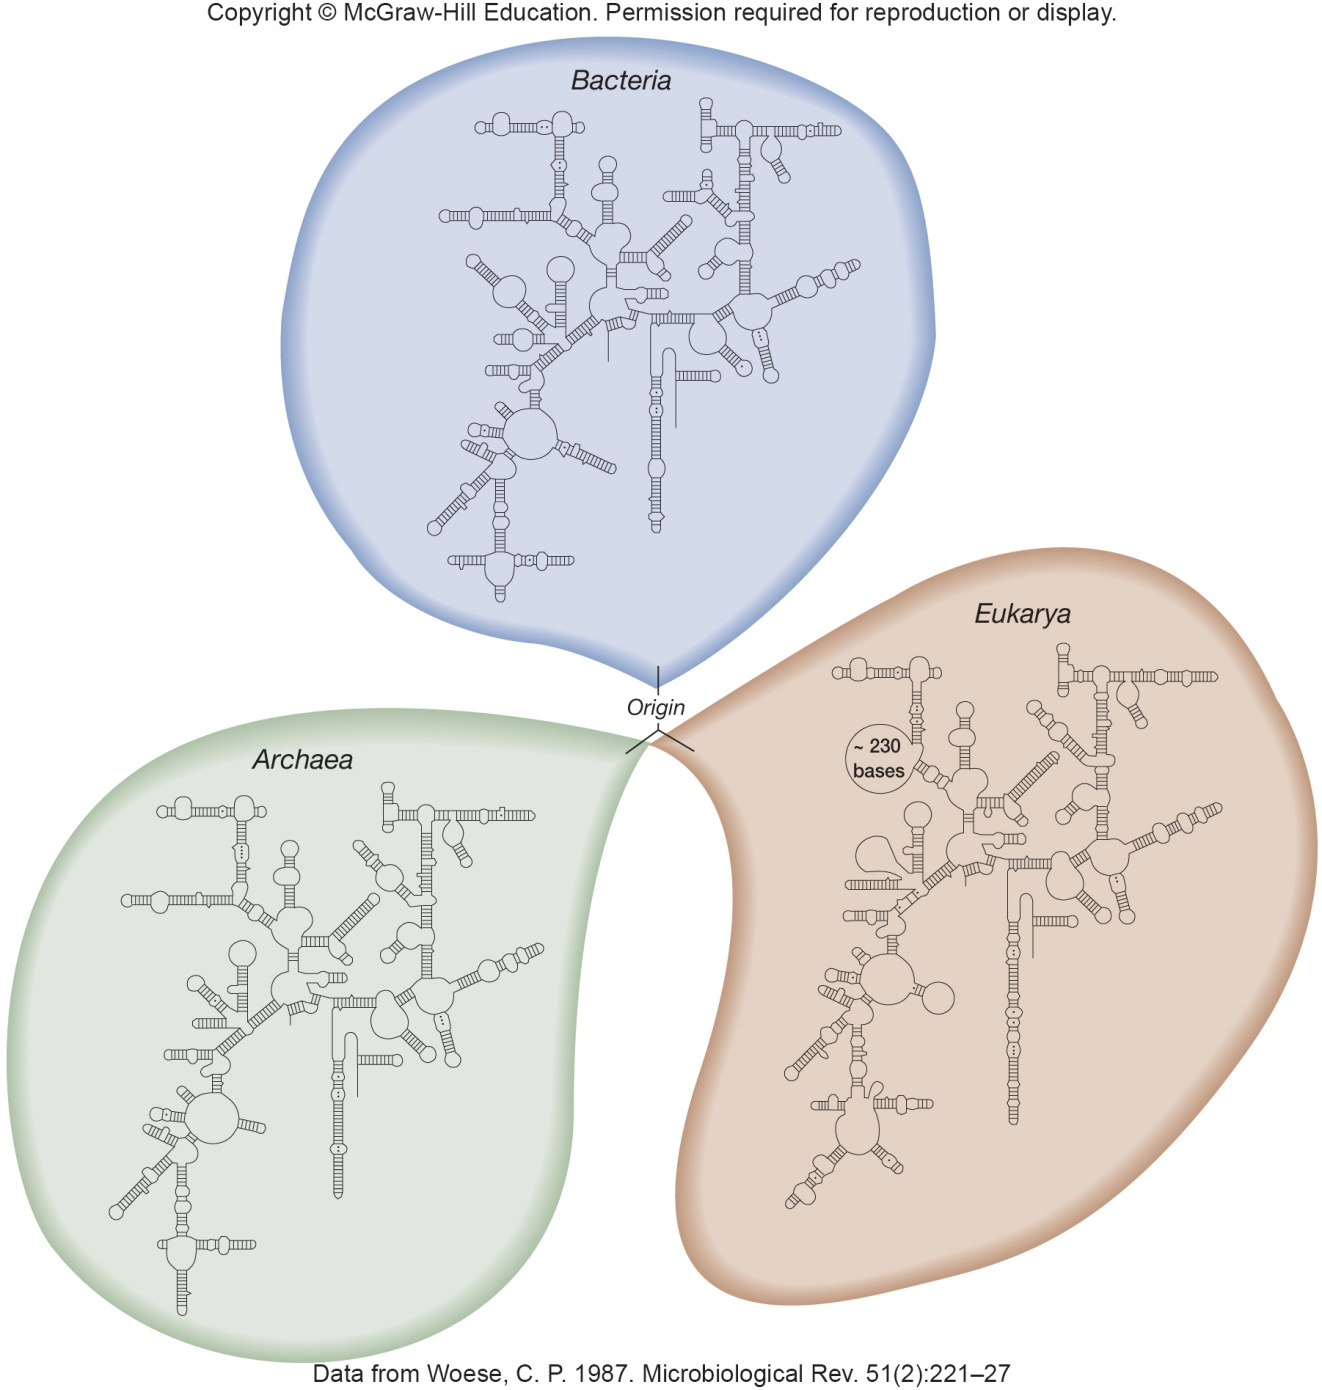 Copyright © McGraw-Hill Education. Permission required for reproduction or display.
Bacteria
Eukarya
Origin
~ 230
bases
Archaea
Data from Woese, C. P. 1987. Microbiological Rev. 51(2):221–27